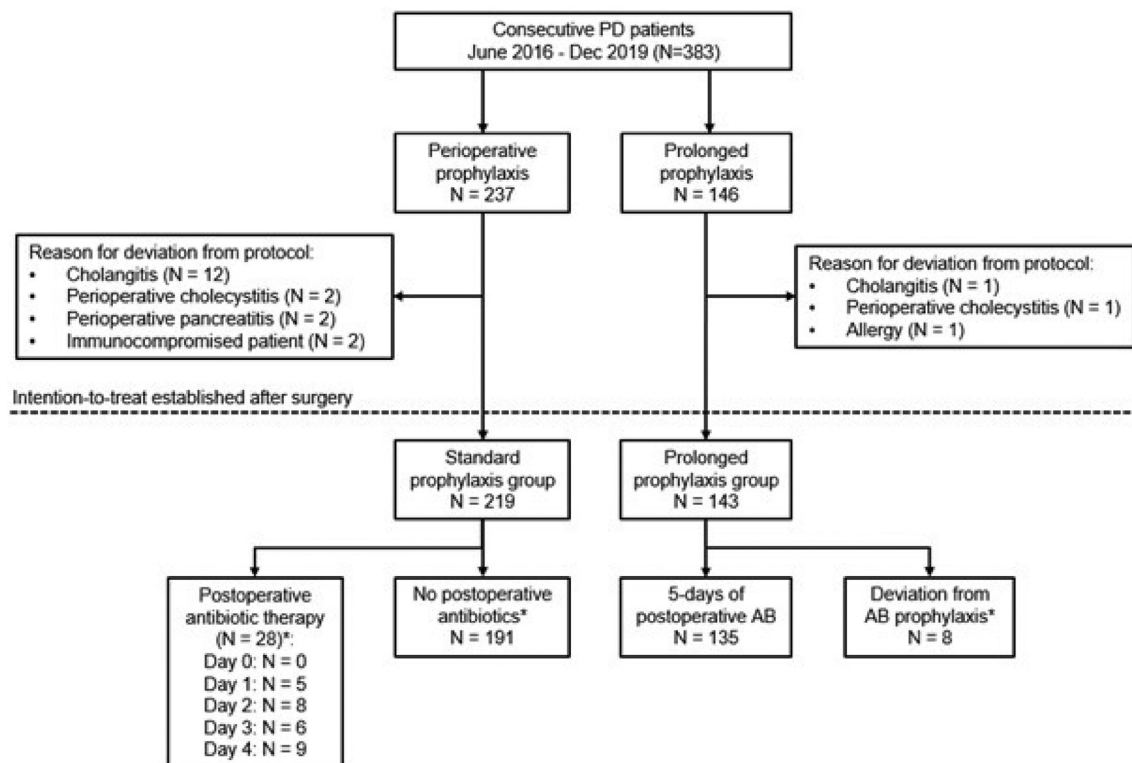 Consecutive PD patients
June 2016 - Dec 2019 (N=383)
Perioperative
prophylaxis
N = 237
Prolonged
prophylaxis
N = 146
Reason for deviation from protocol:
• Cholangitis (N = 12)
• Perioperative cholecystitis (N = 2)
• Perioperative pancreatitis (N = 2)
• Immunocompromised patient (N = 2)
Reason for deviation from protocol:
• Cholangitis (N = 1)
• Perioperative cholecystitis (N = 1)
• Allergy (N = 1)
Intention-to-treat established after surgery
Standard
prophylaxis group
N = 219
Prolonged
prophylaxis group
N = 143
Postoperative
antibiotic therapy
(N = 28)*:
Day 0: N = 0
Day 1: N = 5
Day 2: N = 8
Day 3: N = 6
Day 4: N = 9
No postoperative
antibiotics*
N = 191
5-days of
postoperative AB
N = 135
Deviation from
AB prophylaxis*
N = 8